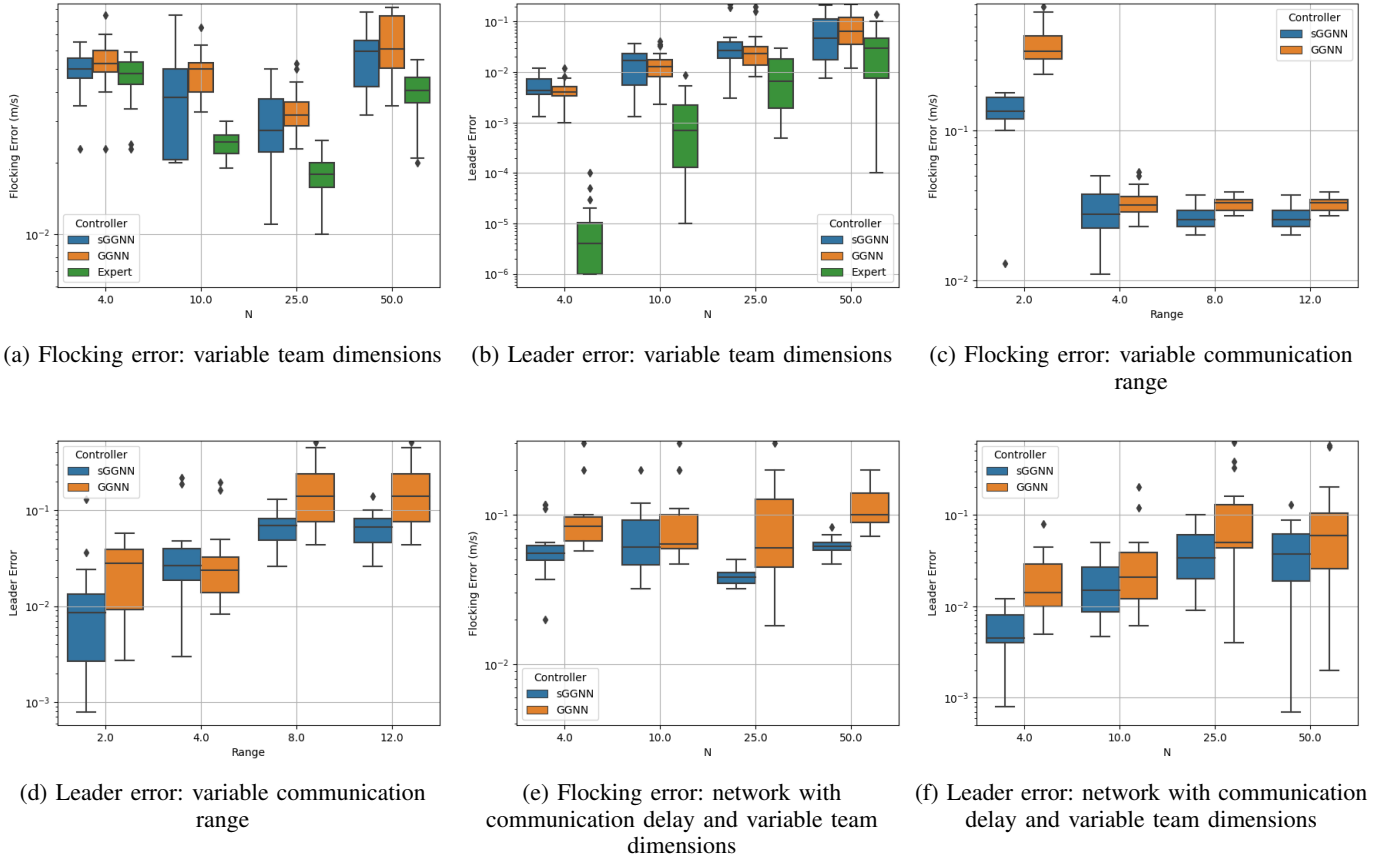 Flocking Error (m/s)
10⁻²
Controller
sGGNN
GGNN
Expert
4.0 10.0 25.0 50.0
N
(a) Flocking error: variable team dimensions
Leader Error
10⁻¹
10⁻²
10⁻³
10⁻⁴
10⁻⁵
10⁻⁶
Controller
sGGNN
GGNN
Expert
4.0 10.0 25.0 50.0
N
(b) Leader error: variable team dimensions
Flocking Error (m/s)
10⁻¹
10⁻²
Controller
sGGNN
GGNN
2.0 4.0 8.0 12.0
Range
(c) Flocking error: variable communication
range
Leader Error
10⁻¹
10⁻²
10⁻³
Controller
sGGNN
GGNN
2.0 4.0 8.0 12.0
Range
(d) Leader error: variable communication
range
Flocking Error (m/s)
10⁻¹
10⁻²
Controller
sGGNN
GGNN
4.0 10.0 25.0 50.0
N
(e) Flocking error: network with
communication delay and variable team
dimensions
Leader Error
10⁻¹
10⁻²
10⁻³
Controller
sGGNN
GGNN
4.0 10.0 25.0 50.0
N
(f) Leader error: network with communication
delay and variable team dimensions